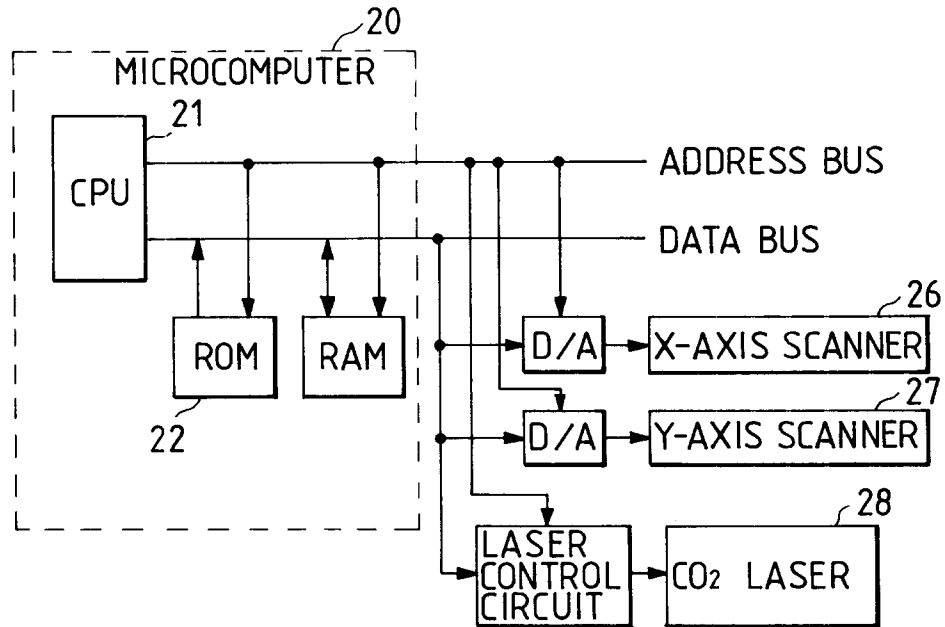 20
MICROCOMPUTER
21
CPU
ADDRESS BUS
DATA BUS
ROM
RAM
22
D/A
X-AXIS SCANNER
26
D/A
Y-AXIS SCANNER
27
LASER
CONTROL
CIRCUIT
CO₂ LASER
28